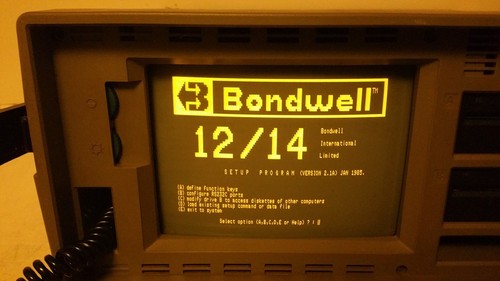 Bondwell™
12/14
Bondwell
International
Limited
SETUP PROGRAM (VERSION 2.1A) JAN 1985.
(A) define function keys
(B) configure RS232C ports
(C) modify drive B to access diskettes of other computers
(D) load existing setup command or data file
(E) exit to system
Select option (A,B,C,D,E or Help) ? :